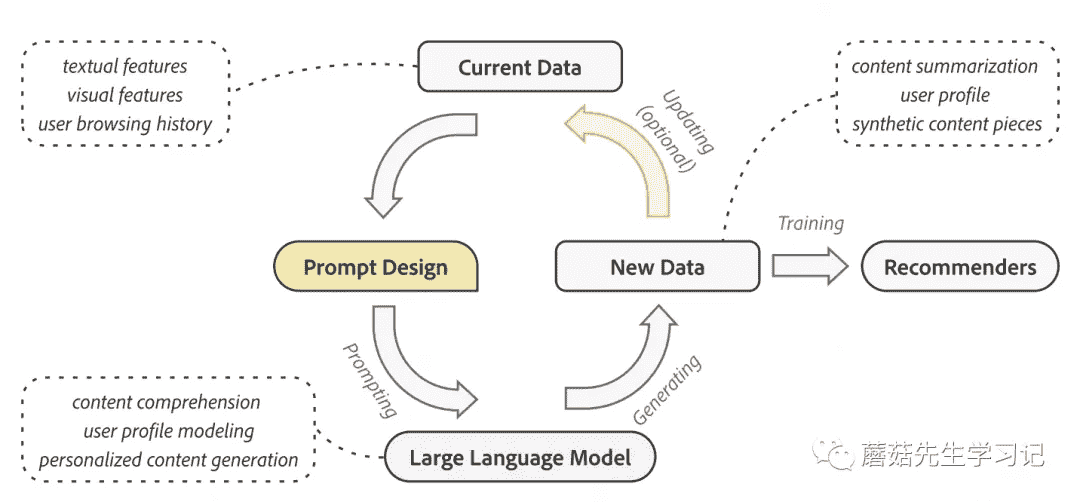 textual features
visual features
user browsing history
Current Data
Updating
(optional)
content summarization
user profile
synthetic content pieces
Training
Prompt Design
New Data
Recommenders
Prompting
Generating
content comprehension
user profile modeling
personalized content generation
Large Language Model
蘑菇先生学习记